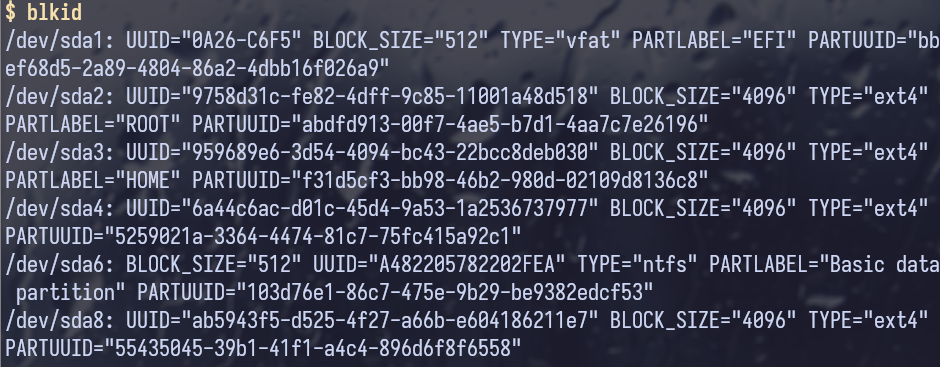 $ blkid
/dev/sda1: UUID="0A26-C6F5" BLOCK_SIZE="512" TYPE="vfat" PARTLABEL="EFI" PARTUUID="bb
ef68d5-2a89-4804-86a2-4dbb16f026a9"
/dev/sda2: UUID="9758d31c-fe82-4dff-9c85-11001a48d518" BLOCK_SIZE="4096" TYPE="ext4"
PARTLABEL="ROOT" PARTUUID="abdfd913-00f7-4ae5-b7d1-4aa7c7e26196"
/dev/sda3: UUID="959689e6-3d54-4094-bc43-22bcc8deb030" BLOCK_SIZE="4096" TYPE="ext4"
PARTLABEL="HOME" PARTUUID="f31d5cf3-bb98-46b2-980d-02109d8136c8"
/dev/sda4: UUID="6a44c6ac-d01c-45d4-9a53-1a2536737977" BLOCK_SIZE="4096" TYPE="ext4"
PARTUUID="5259021a-3364-4474-81c7-75fc415a92c1"
/dev/sda6: BLOCK_SIZE="512" UUID="A482205782202FEA" TYPE="ntfs" PARTLABEL="Basic data
 partition" PARTUUID="103d76e1-86c7-475e-9b29-be9382edcf53"
/dev/sda8: UUID="ab5943f5-d525-4f27-a66b-e604186211e7" BLOCK_SIZE="4096" TYPE="ext4"
PARTUUID="55435045-39b1-41f1-a4c4-896d6f8f6558"